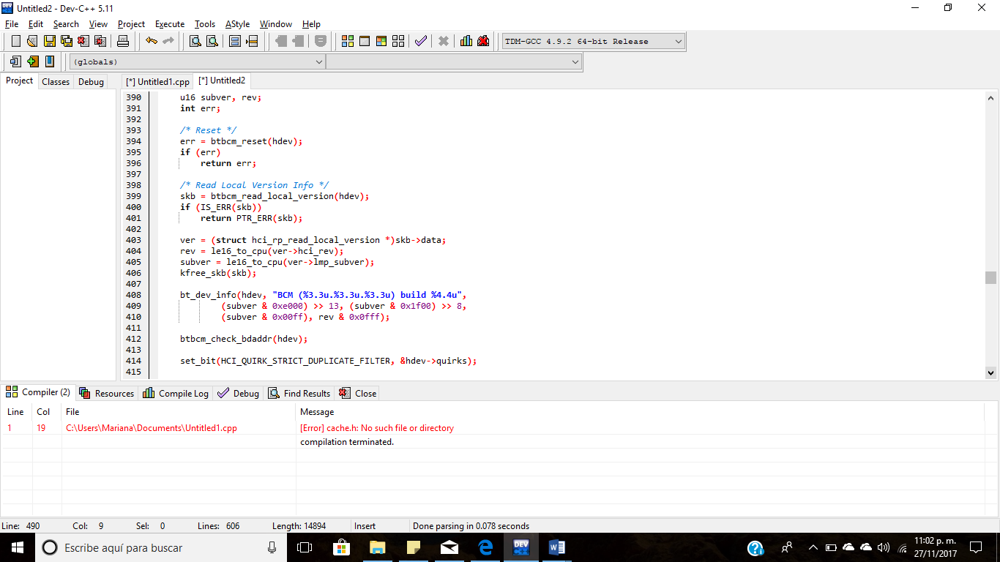 Untitled2 - Dev-C++ 5.11
File Edit Search View Project Execute Tools AStyle Window Help
TDM-GCC 4.9.2 64-bit Release
(globals)
Project Classes Debug [*] Untitled1.cpp [*] Untitled2
390 u16 subver, rev;
391 int err;
392
393 /* Reset */
394 err = btbcm_reset(hdev);
395 if (err)
396 return err;
397
398 /* Read Local Version Info */
399 skb = btbcm_read_local_version(hdev);
400 if (IS_ERR(skb))
401 return PTR_ERR(skb);
402
403 ver = (struct hci_rp_read_local_version *)skb->data;
404 rev = le16_to_cpu(ver->hci_rev);
405 subver = le16_to_cpu(ver->lmp_subver);
406 kfree_skb(skb);
407
408 bt_dev_info(hdev, "BCM (%3.3u.%3.3u.%3.3u) build %4.4u",
409 (subver & 0xe000) >> 13, (subver & 0x1f00) >> 8,
410 (subver & 0x00ff), rev & 0x0fff);
411
412 btbcm_check_bdaddr(hdev);
413
414 set_bit(HCI_QUIRK_STRICT_DUPLICATE_FILTER, &hdev->quirks);
415
Compiler (2) Resources Compile Log Debug Find Results Close
Line Col File Message
1 19 C:\Users\Mariana\Documents\Untitled1.cpp [Error] cache.h: No such file or directory
compilation terminated.
Line: 490 Col: 9 Sel: 0 Lines: 606 Length: 14894 Insert Done parsing in 0.078 seconds
Escribe aquí para buscar
DEV
11:02 p. m.
27/11/2017